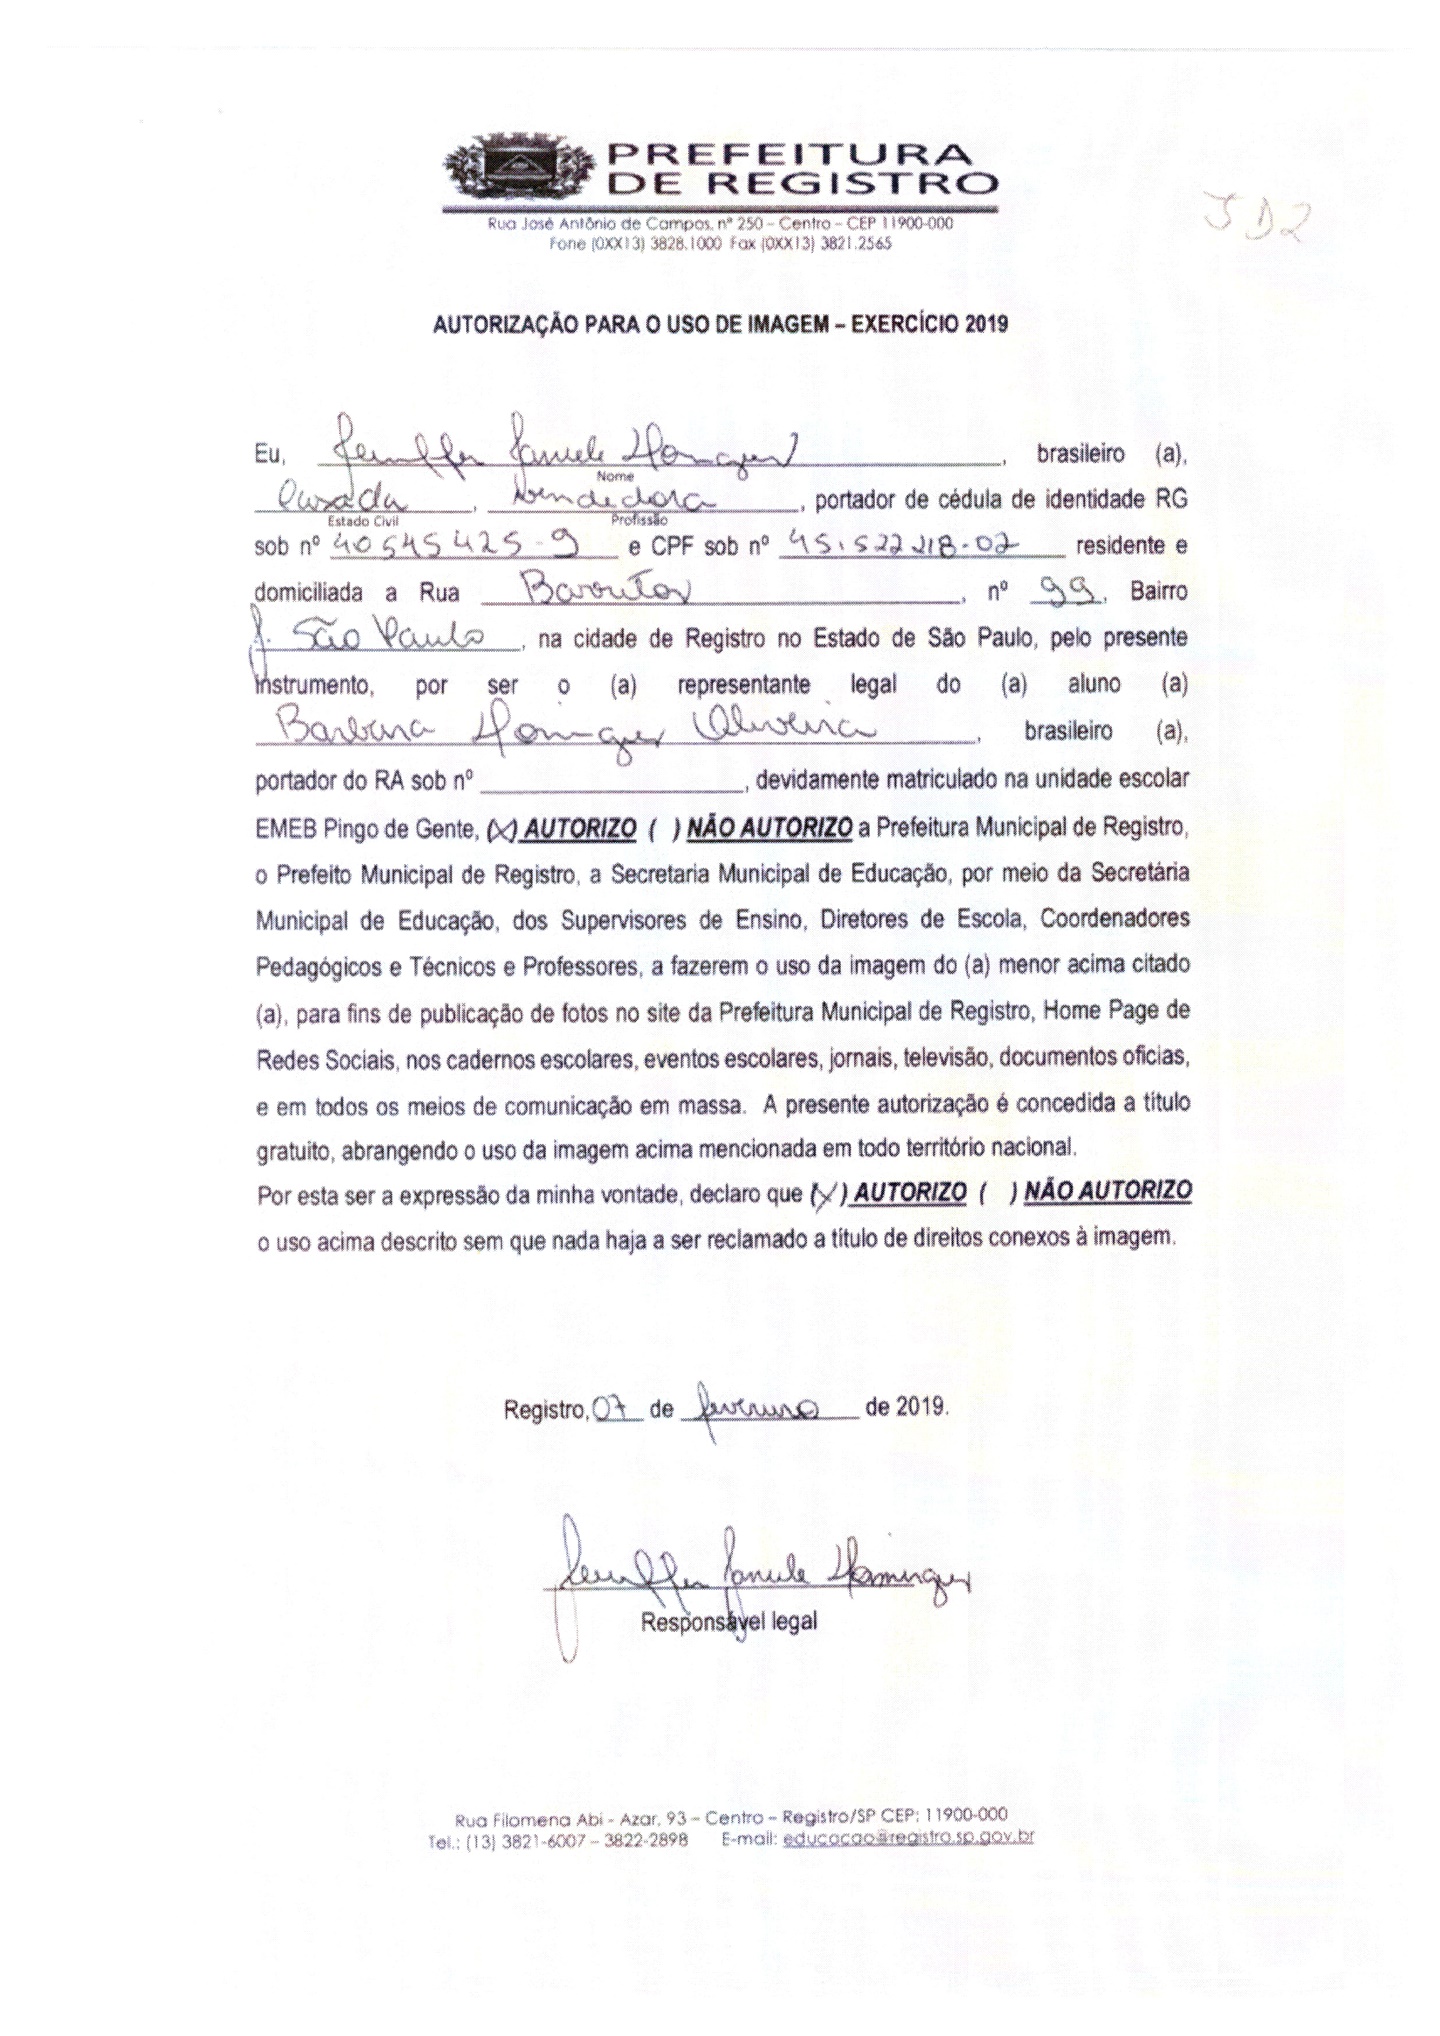 PREFEITURA
DE REGISTRO
Rua José Antônio de Campos, nº 250 – Centro – CEP 11900-000
Fone (0XX13) 3828.1000 Fax (0XX13) 3821.2565
JD2
AUTORIZAÇÃO PARA O USO DE IMAGEM – EXERCÍCIO 2019
Eu, Jeniffer Daniele Domingues, brasileiro (a),
Nome
Casada, vendedora, portador de cédula de identidade RG
Estado Civil Profissão
sob nº 40545425-9 e CPF sob nº 45.522218-07 residente e
domiciliada a Rua, nº 99, Bairro
J. São Paulo, na cidade de Registro no Estado de São Paulo, pelo presente
Instrumento, por ser o (a) representante legal do (a) aluno (a)
Barbara Domingues Oliveira, brasileiro (a),
portador do RA sob nº, devidamente matriculado na unidade escolar
EMEB Pingo de Gente, (X) AUTORIZO ( ) NÃO AUTORIZO a Prefeitura Municipal de Registro,
o Prefeito Municipal de Registro, a Secretaria Municipal de Educação, por meio da Secretária
Municipal de Educação, dos Supervisores de Ensino, Diretores de Escola, Coordenadores
Pedagógicos e Técnicos e Professores, a fazerem o uso da imagem do (a) menor acima citado
(a), para fins de publicação de fotos no site da Prefeitura Municipal de Registro, Home Page de
Redes Sociais, nos cadernos escolares, eventos escolares, jornais, televisão, documentos oficias,
e em todos os meios de comunicação em massa. A presente autorização é concedida a título
gratuito, abrangendo o uso da imagem acima mencionada em todo território nacional.
Por esta ser a expressão da minha vontade, declaro que (X) AUTORIZO ( ) NÃO AUTORIZO
o uso acima descrito sem que nada haja a ser reclamado a título de direitos conexos à imagem.
Registro, 07 de fevereiro de 2019.
Jeniffer Daniele Domingues
Responsável legal
Rua Filomena Abi - Azar, 93 – Centro – Registro/SP CEP: 11900-000
Tel.: (13) 3821-6007 – 3822-2898 E-mail: educacao@registro.sp.gov.br